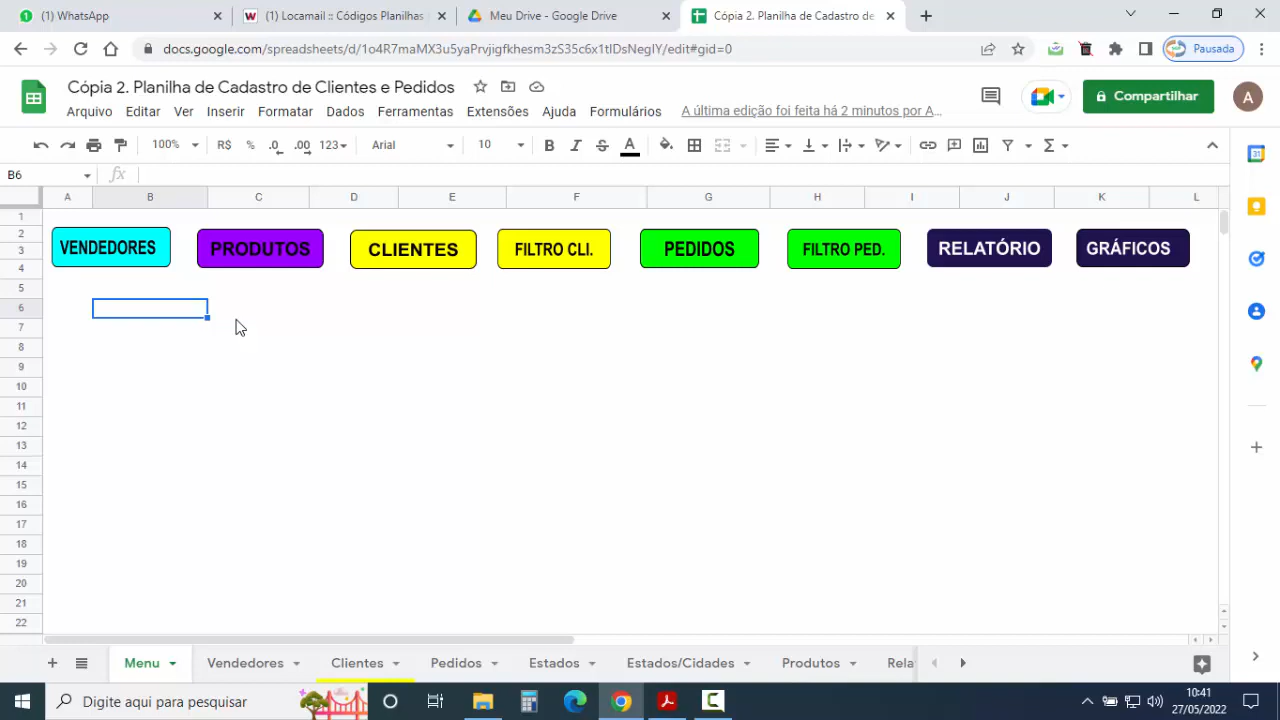 (1) WhatsApp
(1) Locamail :: Códigos Planilhas
Meu Drive - Google Drive
Cópia 2. Planilha de Cadastro de
docs.google.com/spreadsheets/d/1o4R7maMX3u5yaPrvjigfkhesm3zS35c6x1tIDsNegIY/edit#gid=0
Pausada
Cópia 2. Planilha de Cadastro de Clientes e Pedidos
Arquivo Editar Ver Inserir Formatar Dados Ferramentas Extensões Ajuda Formulários A última edição foi feita há 2 minutos por A...
Compartilhar
A
100% R$ % .0 .00 123 Arial 10 B I S A
B6 fx
A B C D E F G H I J K L
1
2
3
4
5
6
7
8
9
10
11
12
13
14
15
16
17
18
19
20
21
22
VENDEDORES PRODUTOS CLIENTES FILTRO CLI. PEDIDOS FILTRO PED. RELATÓRIO GRÁFICOS
Menu Vendedores Clientes Pedidos Estados Estados/Cidades Produtos Rela
Digite aqui para pesquisar
10:41
27/05/2022